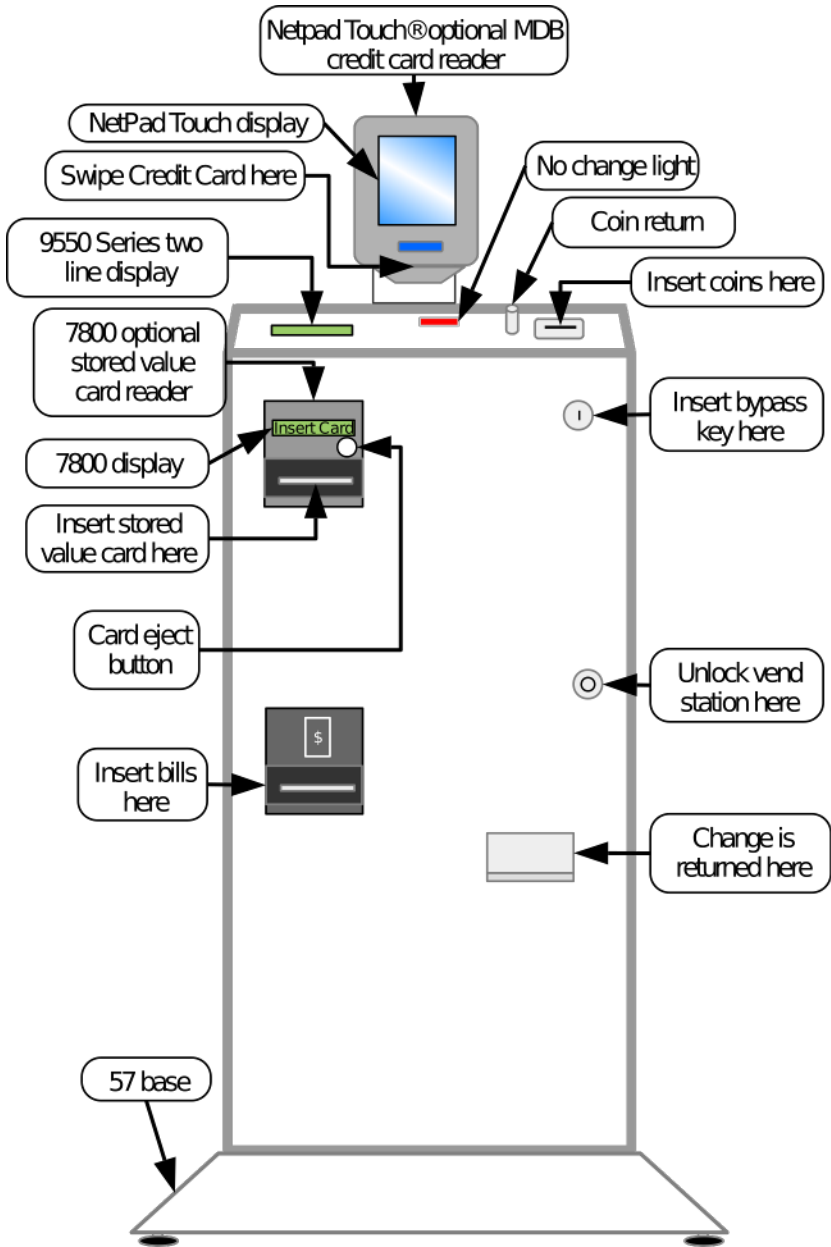 Netpad Touch®optional MDB
credit card reader
NetPad Touch display
Swipe Credit Card here
No change light
Coin return
9550 Series two
line display
Insert coins here
7800 optional
stored value
card reader
Insert bypass
key here
Insert Card
7800 display
Insert stored
value card here
Card eject
button
Unlock vend
station here
$
Insert bills
here
Change is
returned here
57 base